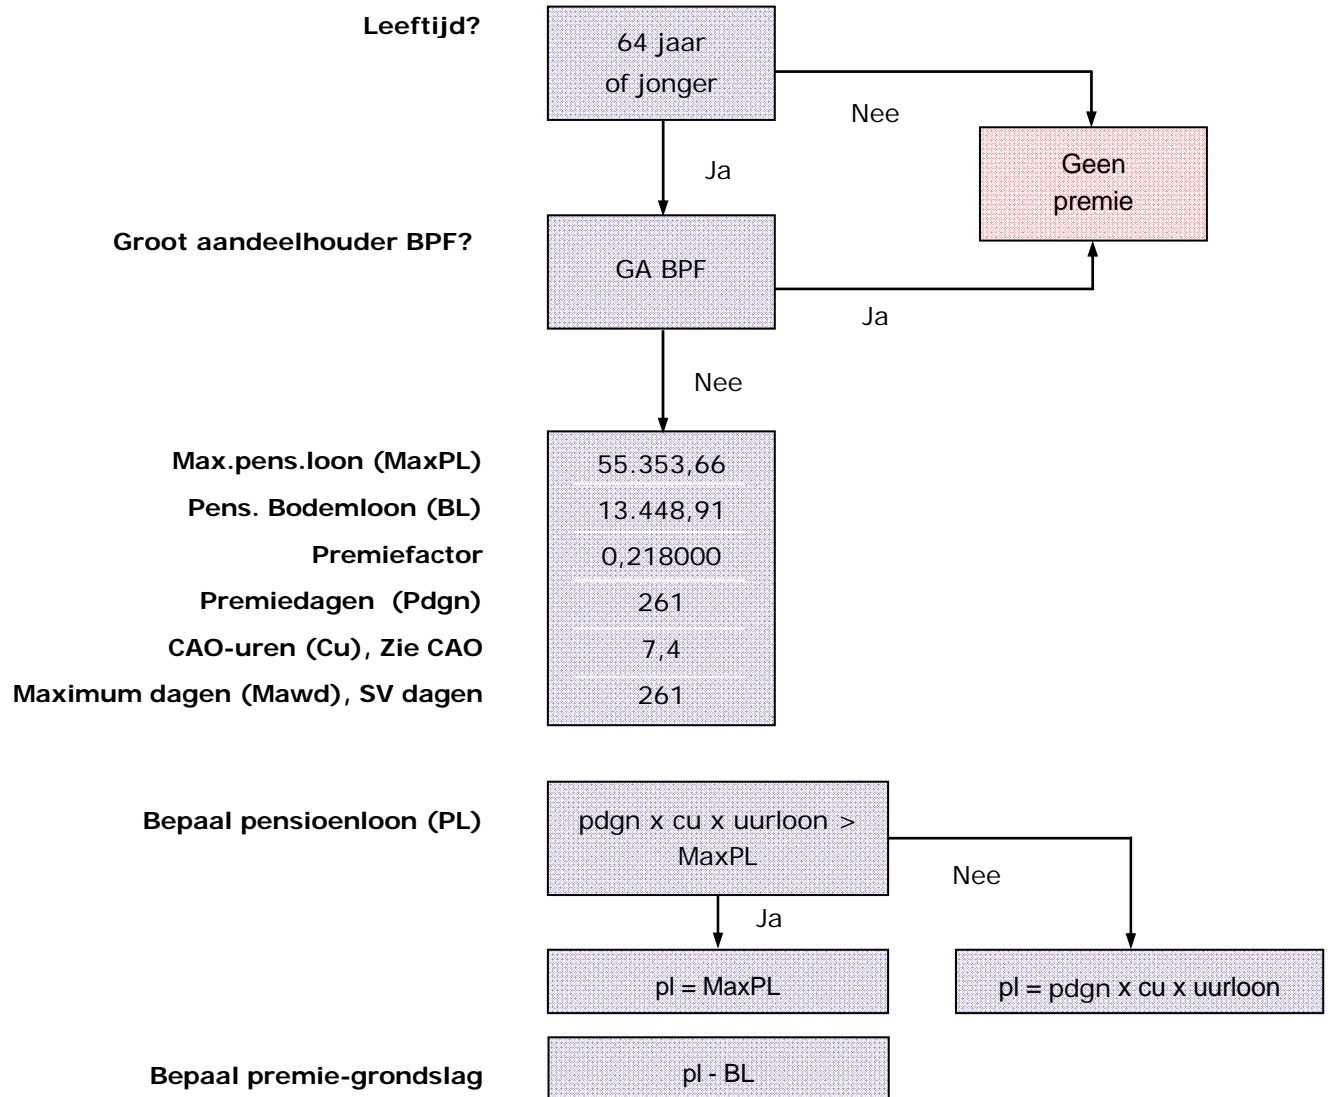 Leeftijd?
64 jaar
of jonger
Nee
Geen
premie
Ja
Groot aandeelhouder BPF?
GA BPF
Ja
Nee
Max.pens.loon (MaxPL) 55.353,66
Pens. Bodemloon (BL) 13.448,91
Premiefactor 0,218000
Premiedagen (Pdgn) 261
CAO-uren (Cu), Zie CAO 7,4
Maximum dagen (Mawd), SV dagen 261
Bepaal pensioenloon (PL)
pdgn x cu x uurloon >
MaxPL
Nee
Ja
pl = MaxPL
pl = pdgn x cu x uurloon
Bepaal premie-grondslag
pl - BL